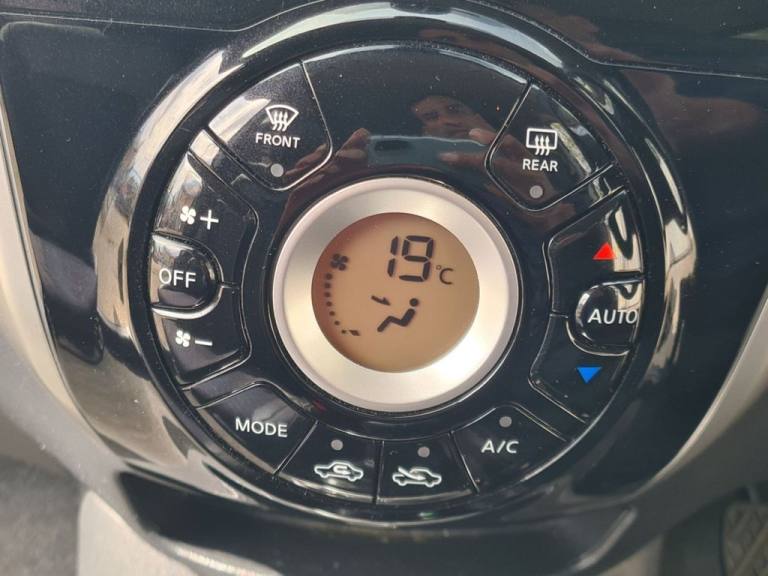 FRONT
REAR
+
OFF
19°C
AUTO
−
MODE
A/C